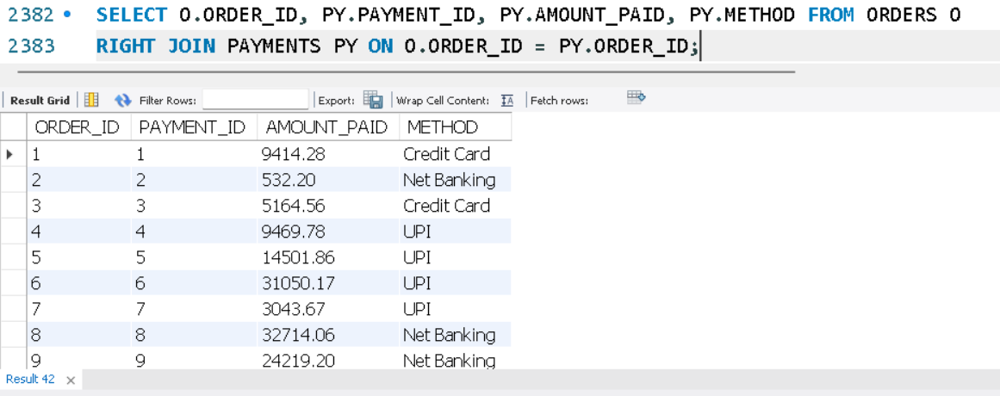 2382 SELECT O.ORDER_ID, PY.PAYMENT_ID, PY.AMOUNT_PAID, PY.METHOD FROM ORDERS O
2383 RIGHT JOIN PAYMENTS PY ON O.ORDER_ID = PY.ORDER_ID;
Result Grid Filter Rows: Export: Wrap Cell Content: IA Fetch rows:
ORDER_ID PAYMENT_ID AMOUNT_PAID METHOD
1 1 9414.28 Credit Card
2 2 532.20 Net Banking
3 3 5164.56 Credit Card
4 4 9469.78 UPI
5 5 14501.86 UPI
6 6 31050.17 UPI
7 7 3043.67 UPI
8 8 32714.06 Net Banking
9 9 24219.20 Net Banking
Result 42 ×